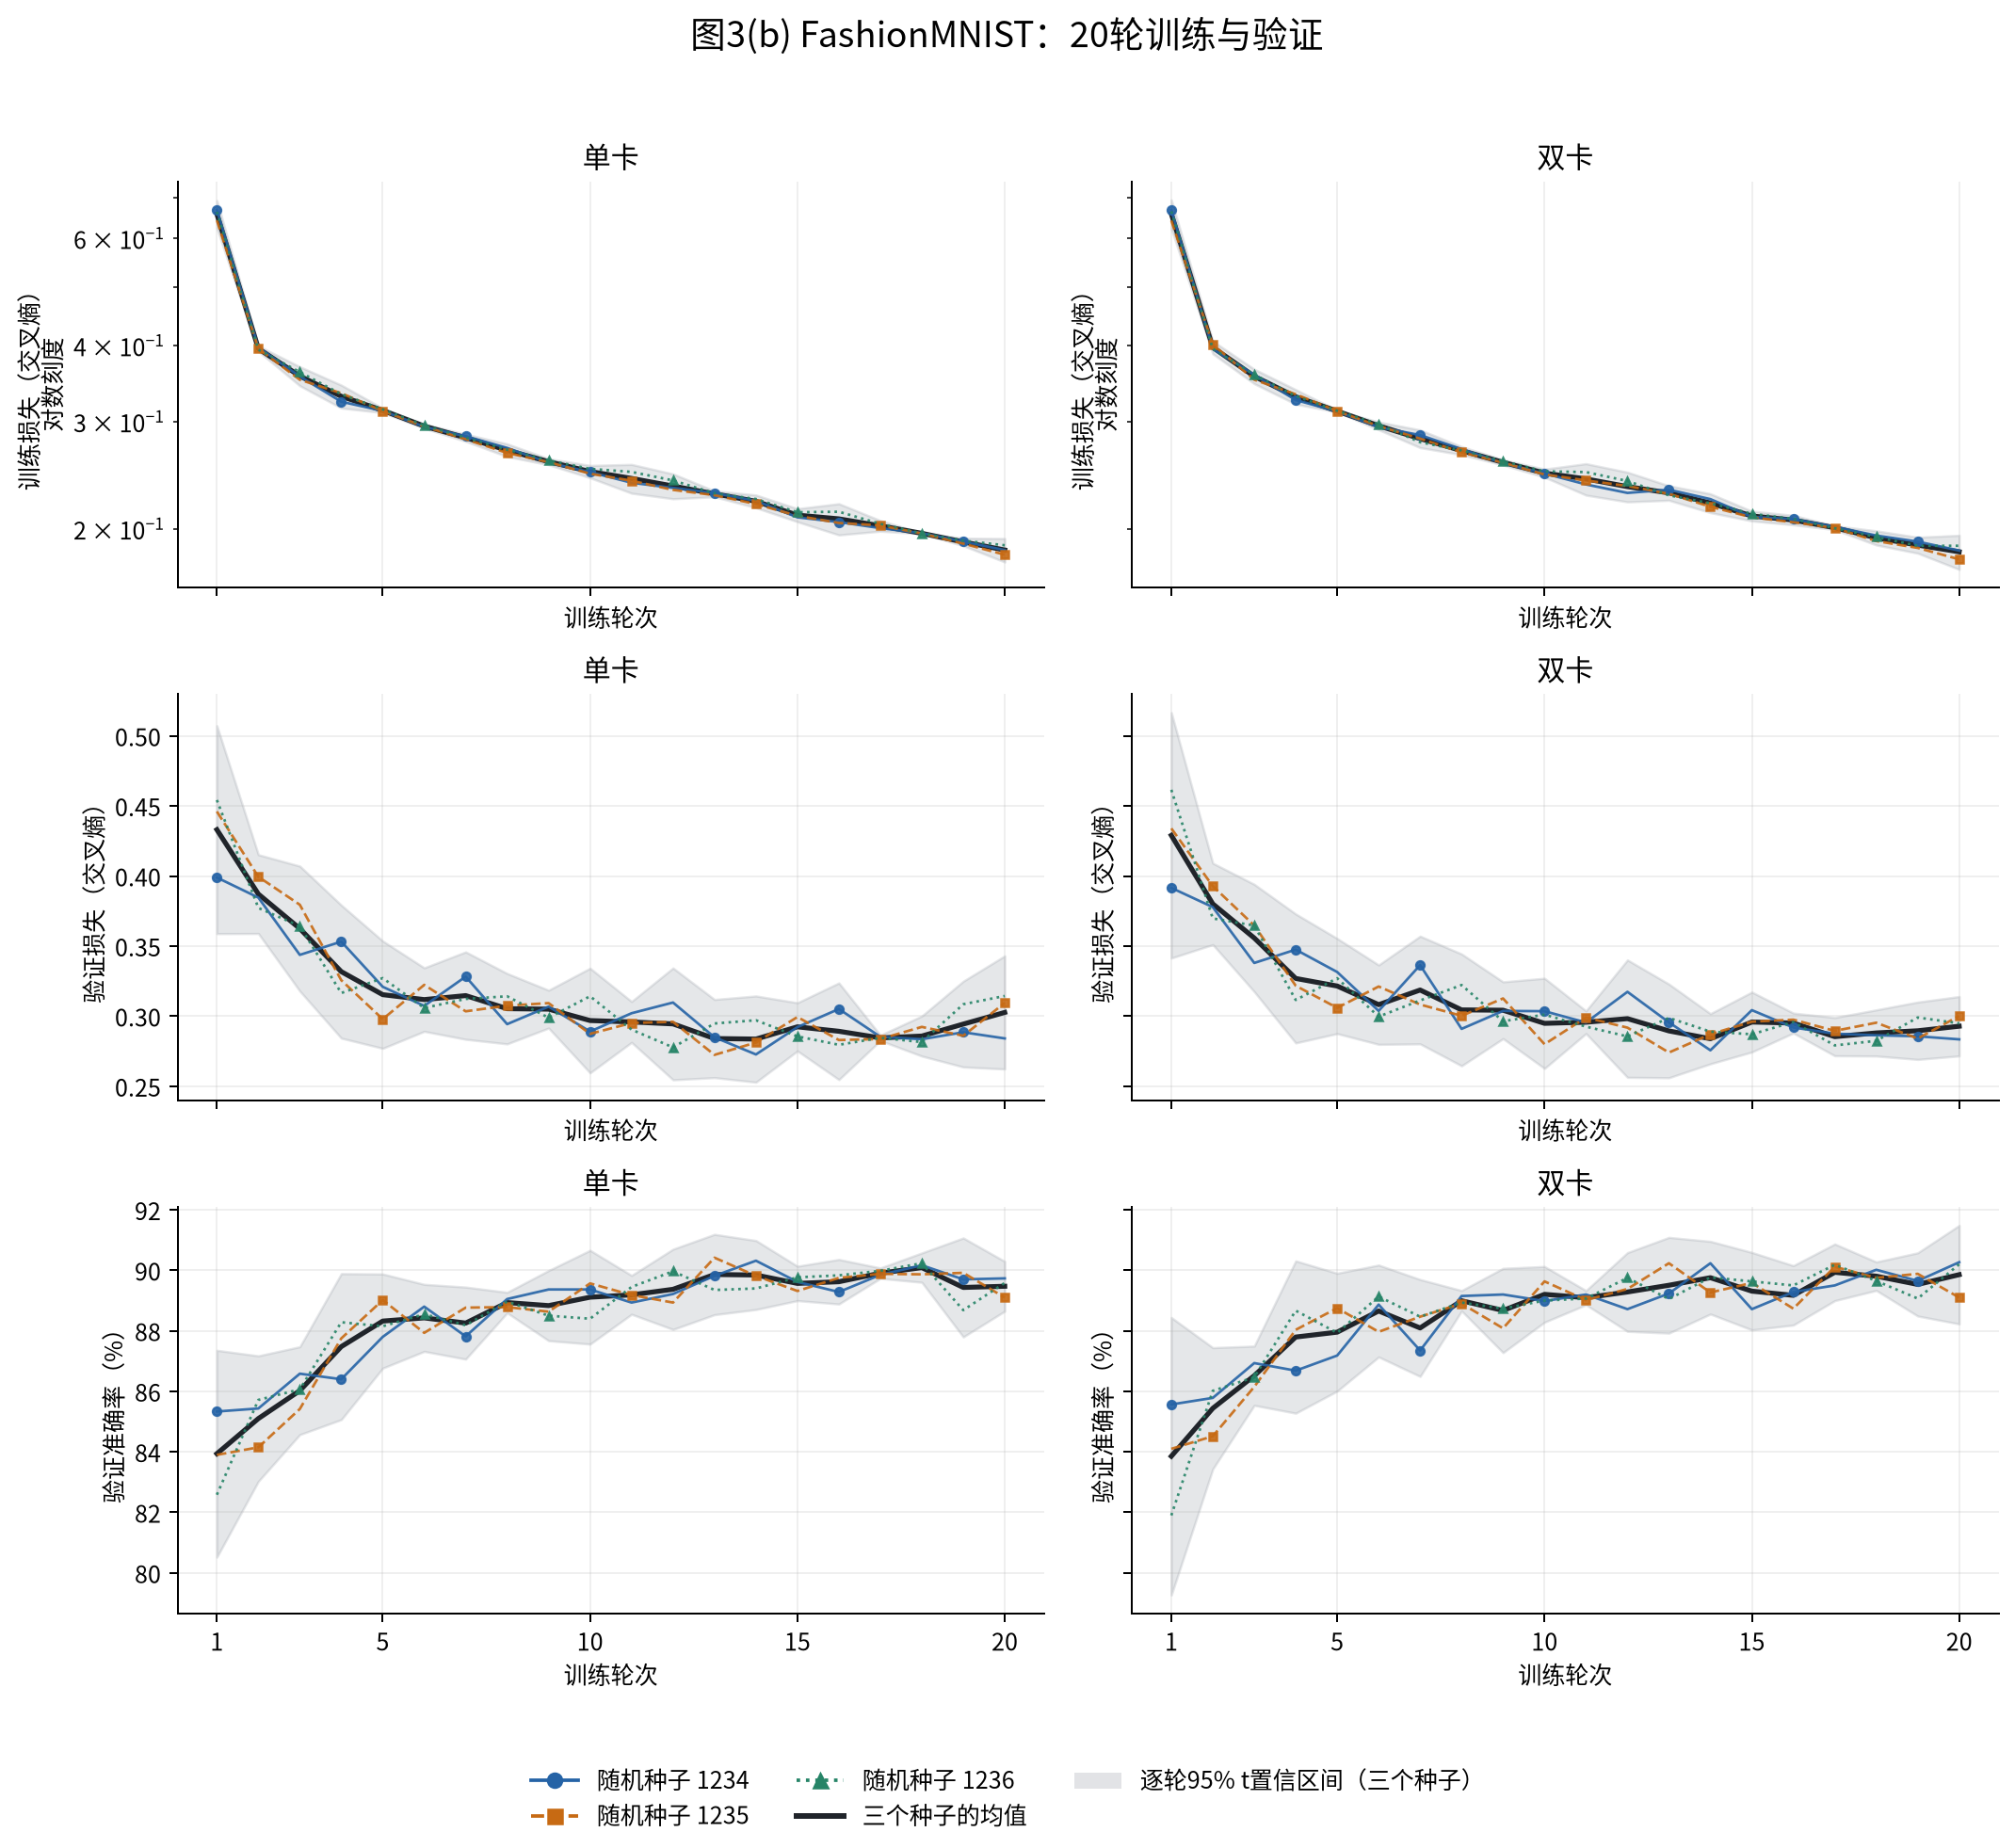 图3(b) FashionMNIST：20轮训练与验证
单卡
双卡
训练损失（交叉熵）
对数刻度
6 × 10⁻¹
4 × 10⁻¹
3 × 10⁻¹
2 × 10⁻¹
训练轮次
训练损失（交叉熵）
对数刻度
训练轮次
单卡
双卡
验证损失（交叉熵）
0.50
0.45
0.40
0.35
0.30
0.25
训练轮次
验证损失（交叉熵）
训练轮次
单卡
双卡
验证准确率（%）
92
90
88
86
84
82
80
1 5 10 15 20
训练轮次
验证准确率（%）
1 5 10 15 20
训练轮次
随机种子 1234
随机种子 1235
随机种子 1236
三个种子的均值
逐轮95% t置信区间（三个种子）